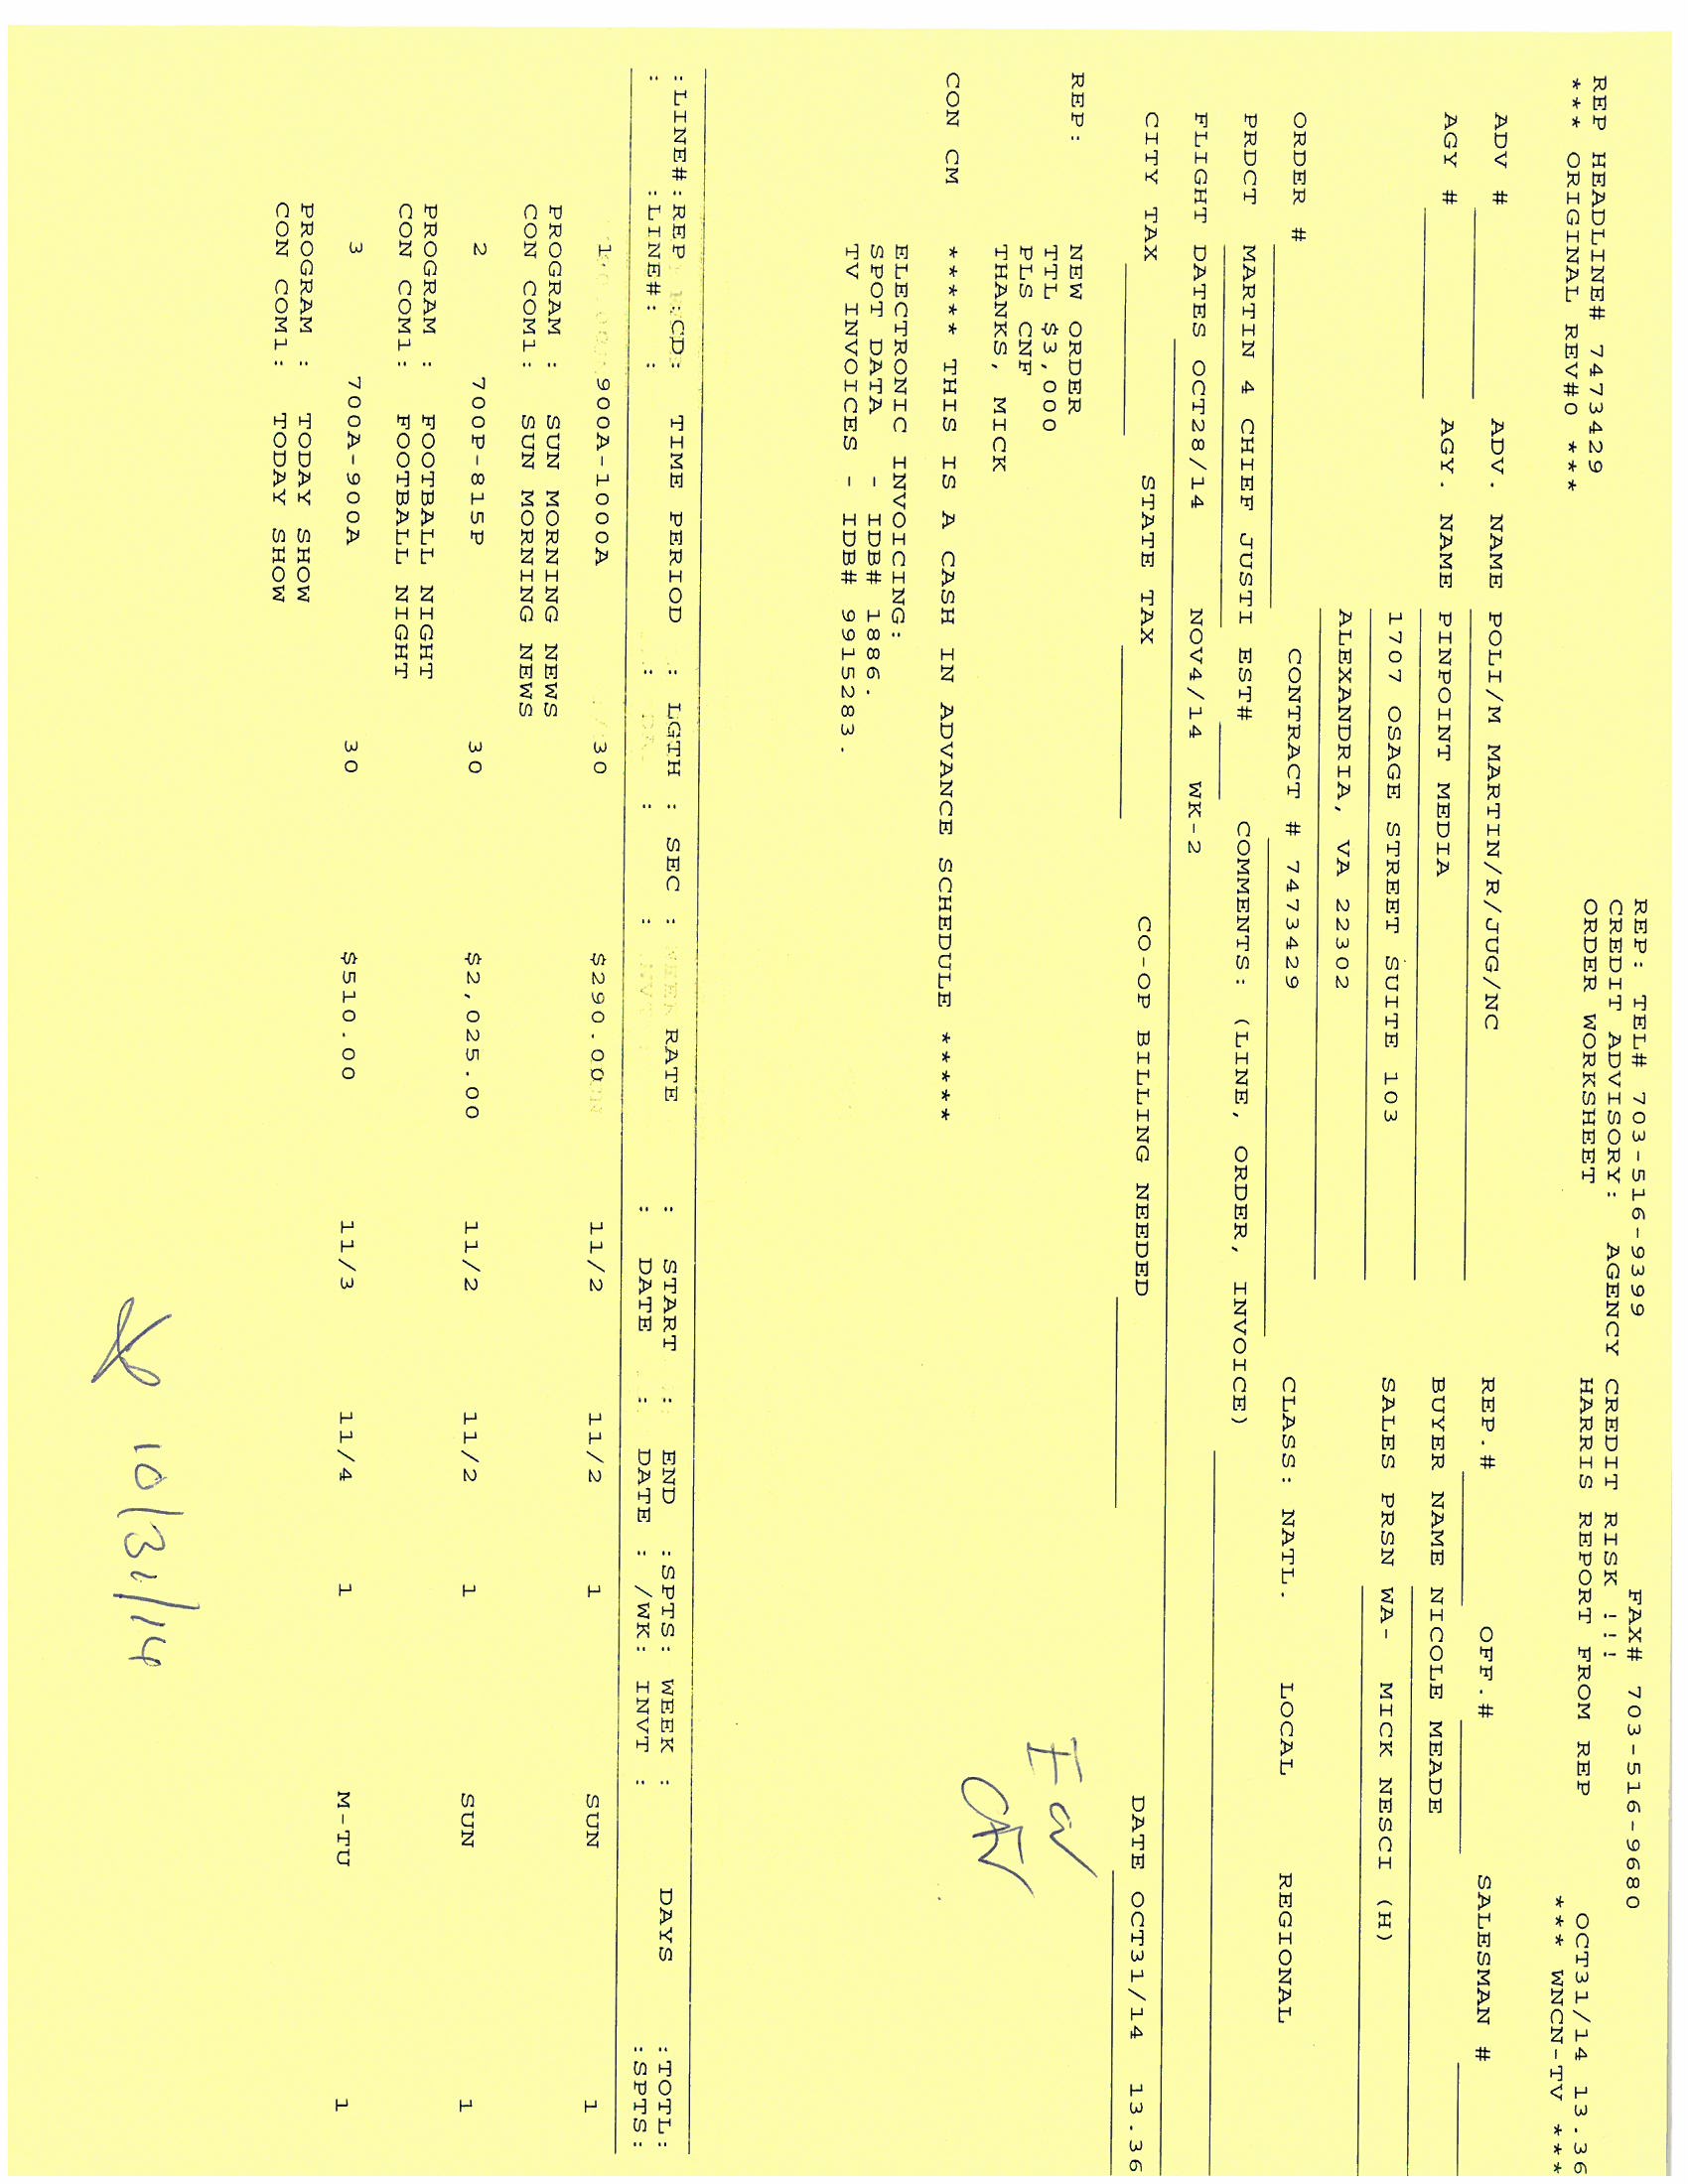 REP: TEL# 703-516-9399 FAX# 703-516-9680
REP HEADLINE# 7473429 CREDIT ADVISORY: AGENCY CREDIT RISK !!! OCT31/14 13.36
*** ORIGINAL REV#0 *** ORDER WORKSHEET HARRIS REPORT FROM REP *** WNCN-TV ***
ADV # ADV. NAME POLI/M MARTIN/R/JUG/NC REP.# OFF.# SALESMAN #
AGY # AGY. NAME PINPOINT MEDIA BUYER NAME NICOLE MEADE
1707 OSAGE STREET SUITE 103 SALES PRSN WA- MICK NESCI (H)
ALEXANDRIA, VA 22302
ORDER # CONTRACT # 7473429 CLASS: NATL. LOCAL REGIONAL
PRDCT MARTIN 4 CHIEF JUSTI EST# COMMENTS: (LINE, ORDER, INVOICE)
FLIGHT DATES OCT28/14 NOV4/14 WK-2
CITY TAX STATE TAX CO-OP BILLING NEEDED DATE OCT31/14 13.36
REP: NEW ORDER
TTL $3,000
PLS CNF
THANKS, MICK
CON CM ***** THIS IS A CASH IN ADVANCE SCHEDULE *****
ELECTRONIC INVOICING:
SPOT DATA - IDB# 1886.
TV INVOICES - IDB# 9915283.
:LINE#:REP :CD: TIME PERIOD : LGTH : SEC : RATE : START : END :SPTS: WEEK : DAYS :TOTL:
: :LINE#: : : : : : DATE : DATE : /WK: INVT : :SPTS:
1 900A-1000A 30 $290.00 11/2 11/2 1 SUN 1
PROGRAM : SUN MORNING NEWS
CON COM1: SUN MORNING NEWS
2 700P-815P 30 $2,025.00 11/2 11/2 1 SUN 1
PROGRAM : FOOTBALL NIGHT
CON COM1: FOOTBALL NIGHT
3 700A-900A 30 $510.00 11/3 11/4 1 M-TU 1
PROGRAM : TODAY SHOW
CON COM1: TODAY SHOW
10/31/14